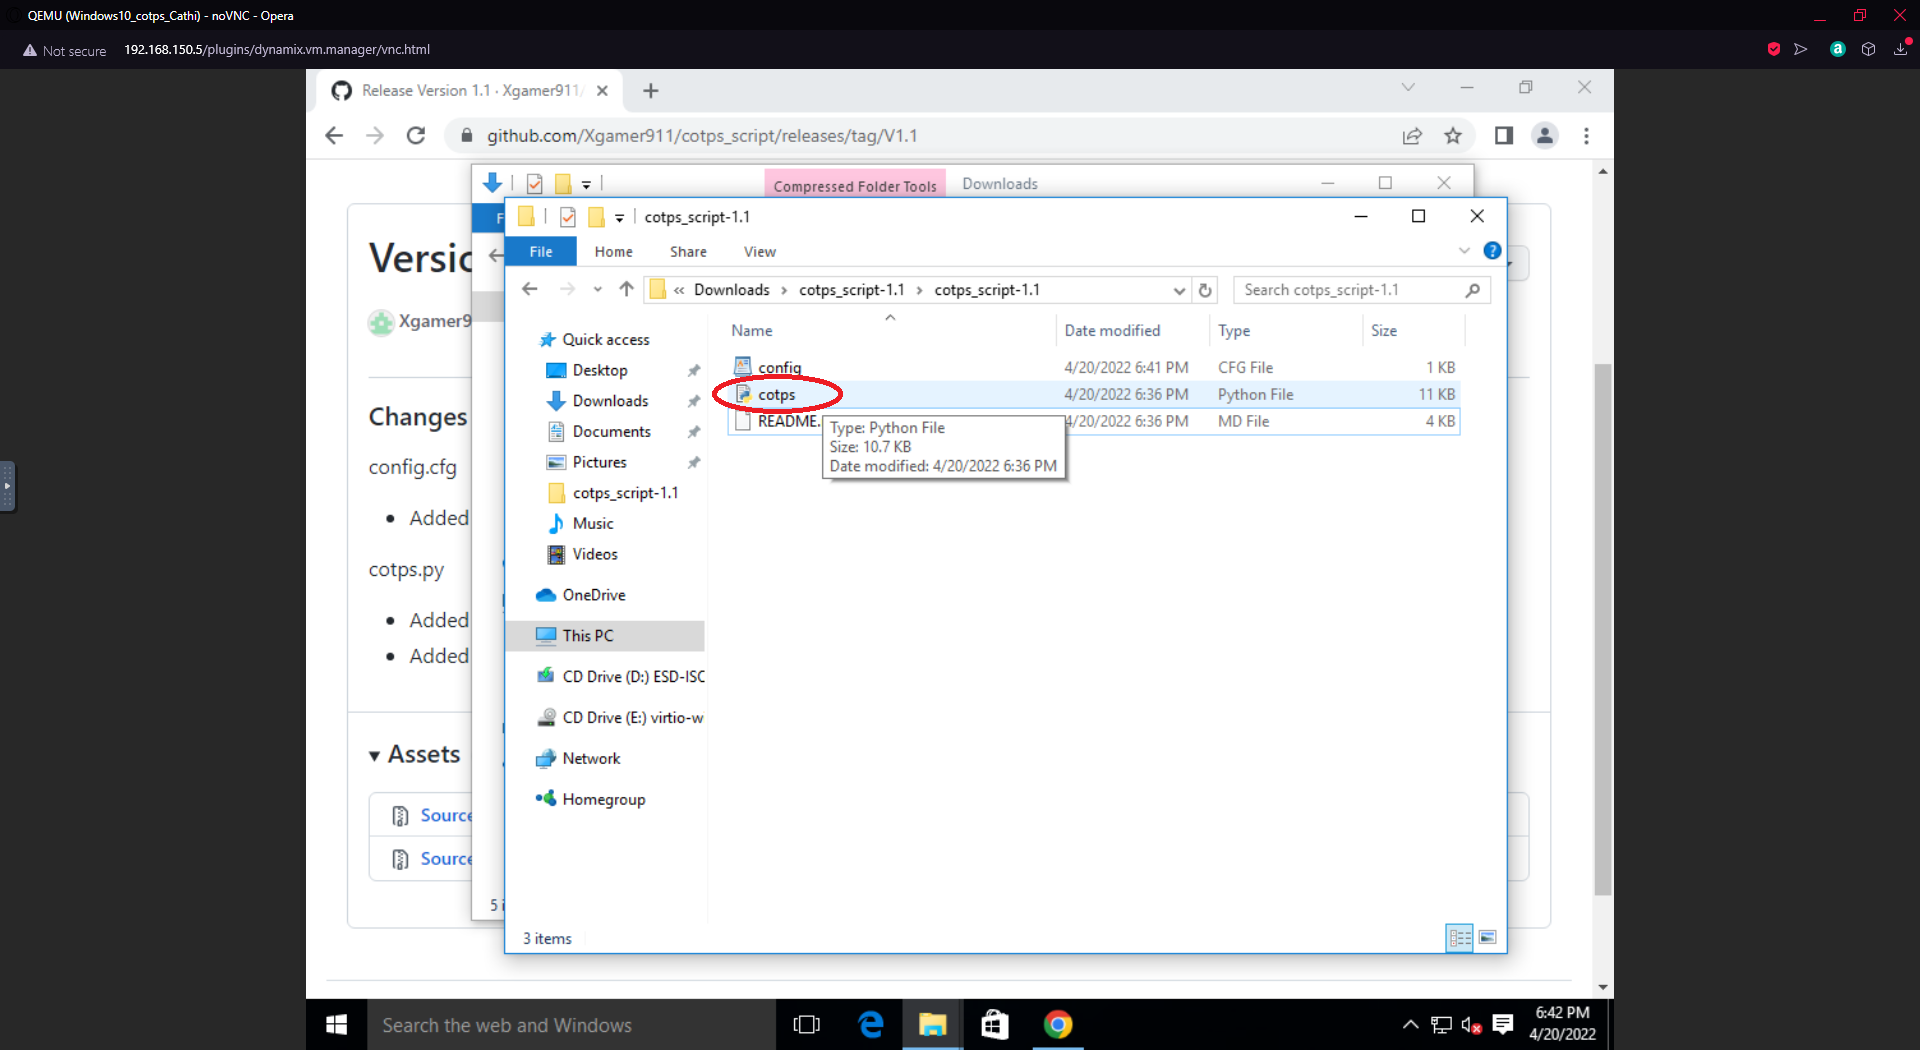 QEMU (Windows10_cotps_Cathi) - noVNC - Opera
Not secure 192.168.150.5/plugins/dynamix.vm.manager/vnc.html
Release Version 1.1 · Xgamer911/
github.com/Xgamer911/cotps_script/releases/tag/V1.1
Compressed Folder Tools Downloads
F
cotps_script-1.1
File Home Share View
« Downloads › cotps_script-1.1 › cotps_script-1.1
Search cotps_script-1.1
Name Date modified Type Size
config 4/20/2022 6:41 PM CFG File 1 KB
cotps 4/20/2022 6:36 PM Python File 11 KB
README. 4/20/2022 6:36 PM MD File 4 KB
Type: Python File
Size: 10.7 KB
Date modified: 4/20/2022 6:36 PM
Quick access
Desktop
Downloads
Documents
Pictures
cotps_script-1.1
Music
Videos
OneDrive
This PC
CD Drive (D:) ESD-ISO
CD Drive (E:) virtio-w
Network
Homegroup
3 items
5 i
Versio
Xgamer9
Changes
config.cfg
• Added
cotps.py
• Added
• Added
Assets
Source
Source
Search the web and Windows
6:42 PM
4/20/2022